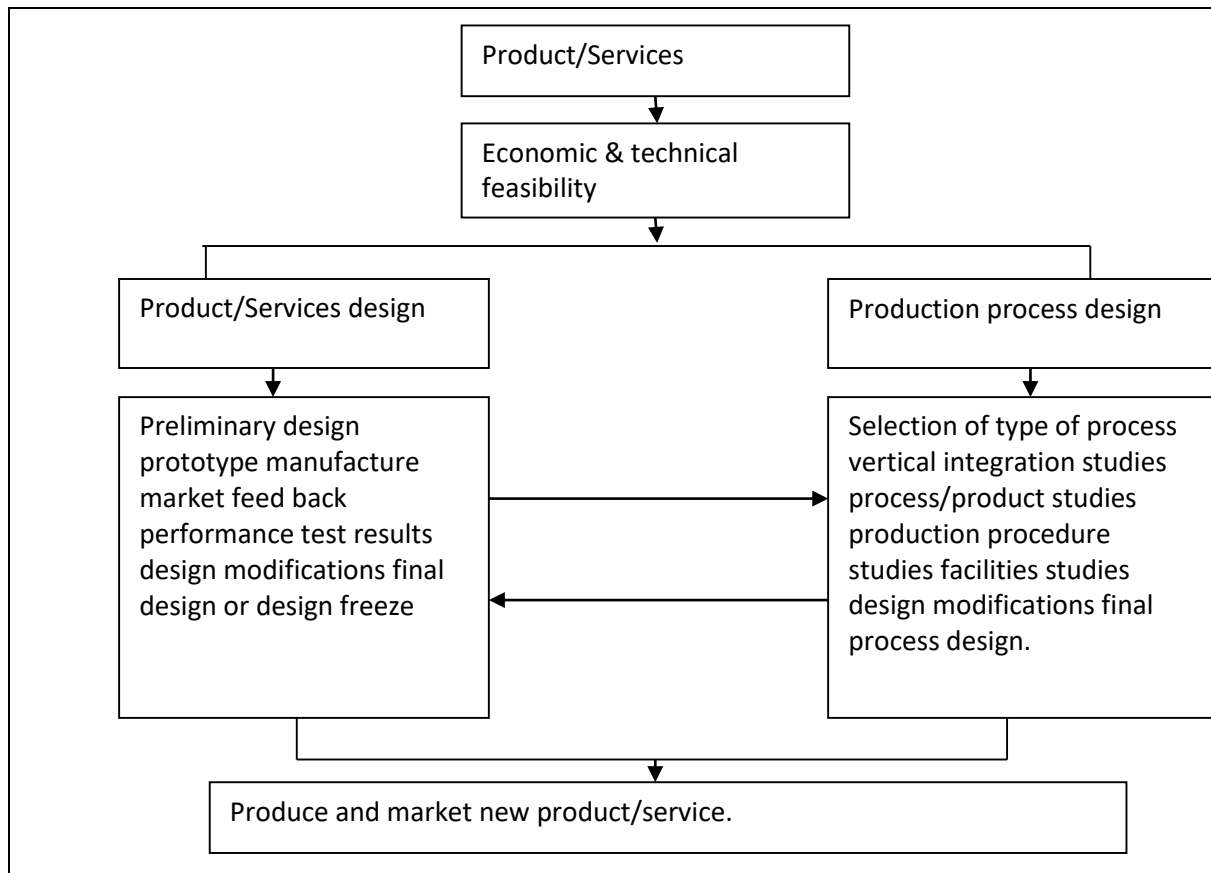 Product/Services
Economic & technical
feasibility
Product/Services design
Production process design
Preliminary design
prototype manufacture
market feed back
performance test results
design modifications final
design or design freeze
Selection of type of process
vertical integration studies
process/product studies
production procedure
studies facilities studies
design modifications final
process design.
Produce and market new product/service.